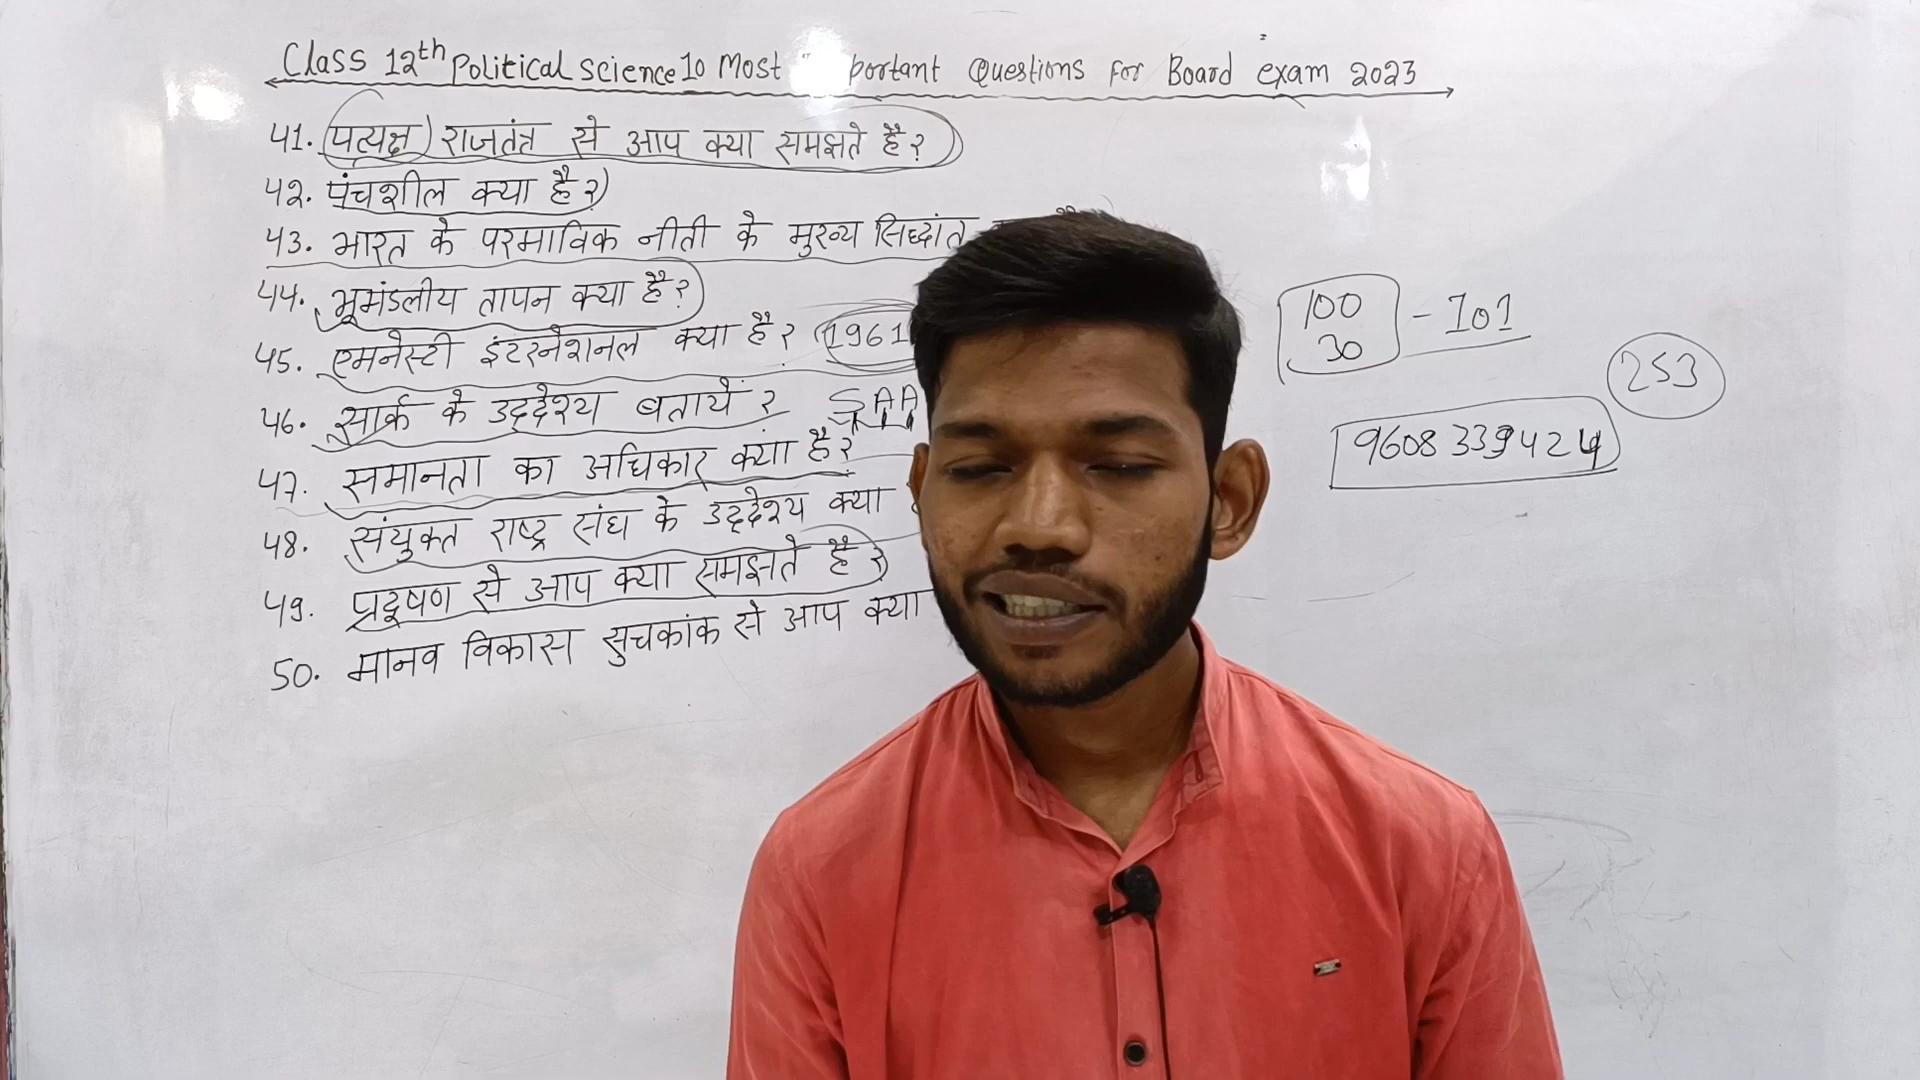 Class 12th Political Science 10 Most portant Questions For Board exam 2023
41. पत्यक्ष) राजतंत्र से आप क्या समझते है?
42. पंचशील क्या है?)
43. भारत के परमाविक नीती के मुख्य सिध्दांत
44. भूमंडलीय तापन क्या है?
45. एमनेस्टी इंटरनेशनल क्या है? (1961
46. सार्क के उद्देश्य बतायें? SAA
47. समानता का अधिकार क्या है?
48. संयुक्त राष्ट्र संघ के उद्देश्य क्या
49. प्रदूषण से आप क्या समझते है?
50. मानव विकास सुचकांक से आप क्या
100 - 101
30
253
9608339424